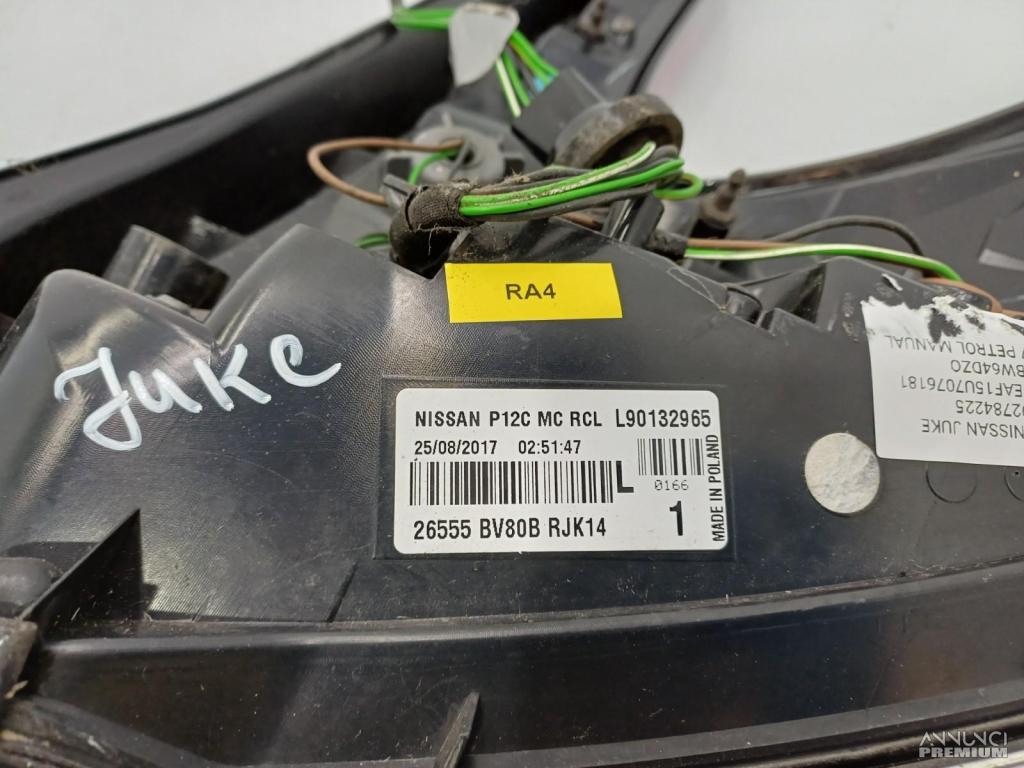 RA4
Juke
NISSAN P12C MC RCL L90132965
25/08/2017 02:51:47
L
0166
26555 BV80B RJK14
1
MADE IN POLAND
NISSAN JUKE
PETROL MANUAL
ANNUNCI
PREMIUM